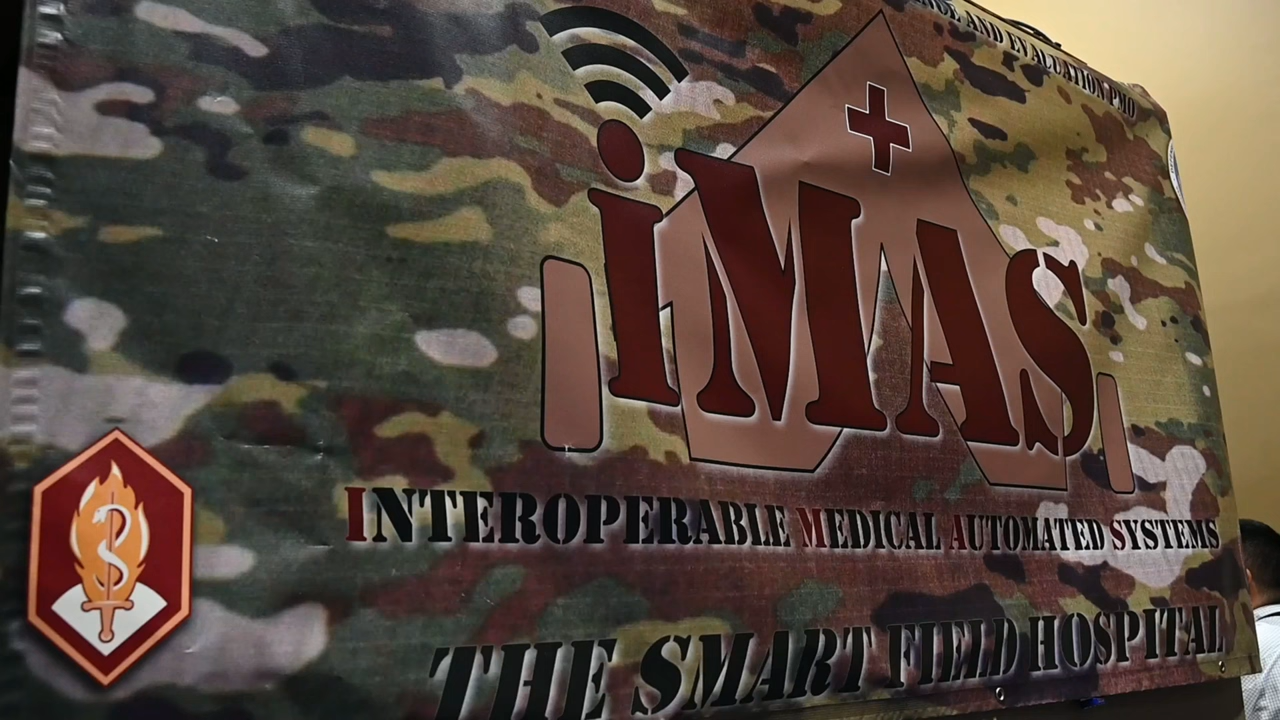 AND EVALUATION PMO
iMAS
INTEROPERABLE MEDICAL AUTOMATED SYSTEMS
THE SMART FIELD HOSPITAL